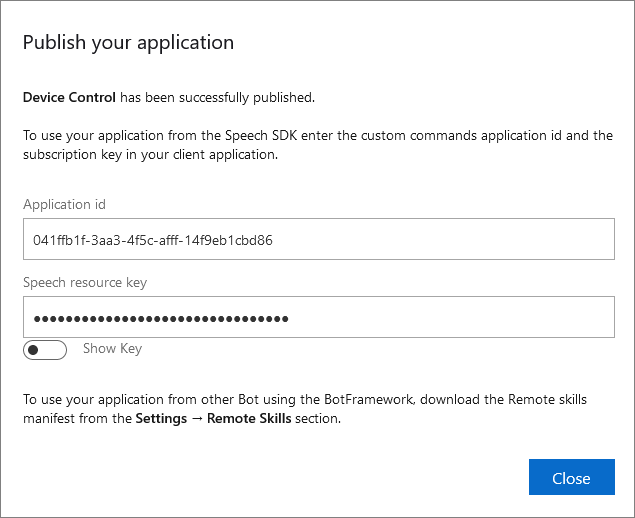 Publish your application
Device Control has been successfully published.
To use your application from the Speech SDK enter the custom commands application id and the
subscription key in your client application.
Application id
041ffb1f-3aa3-4f5c-afff-14f9eb1cbd86
Speech resource key
●●●●●●●●●●●●●●●●●●●●●●●●●●●●●●●●
Show Key
To use your application from other Bot using the BotFramework, download the Remote skills
manifest from the Settings → Remote Skills section.
Close